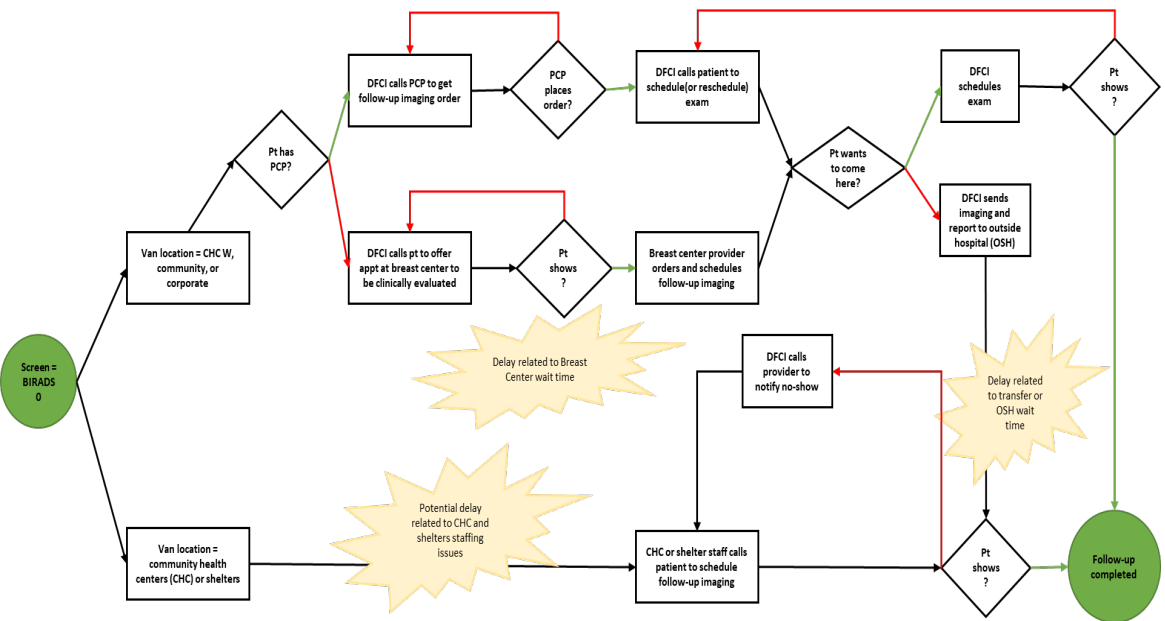 DFCI calls PCP to get
follow-up imaging order
PCP
places
order?
DFCI calls patient to
schedule(or reschedule)
exam
DFCI
schedules
exam
Pt
shows
?
Pt has
PCP?
Pt wants
to come
here?
DFCI sends
imaging and
report to outside
hospital (OSH)
Van location = CHC W,
community, or
corporate
DFCI calls pt to offer
appt at breast center to
be clinically evaluated
Pt
shows
?
Breast center provider
orders and schedules
follow-up imaging
Delay related to Breast
Center wait time
DFCI calls
provider to
notify no-show
Delay related
to transfer or
OSH wait
time
Screen =
BIRADS
0
Potential delay
related to CHC and
shelters staffing
issues
Van location =
community health
centers (CHC) or shelters
CHC or shelter staff calls
patient to schedule
follow-up imaging
Pt
shows
?
Follow-up
completed